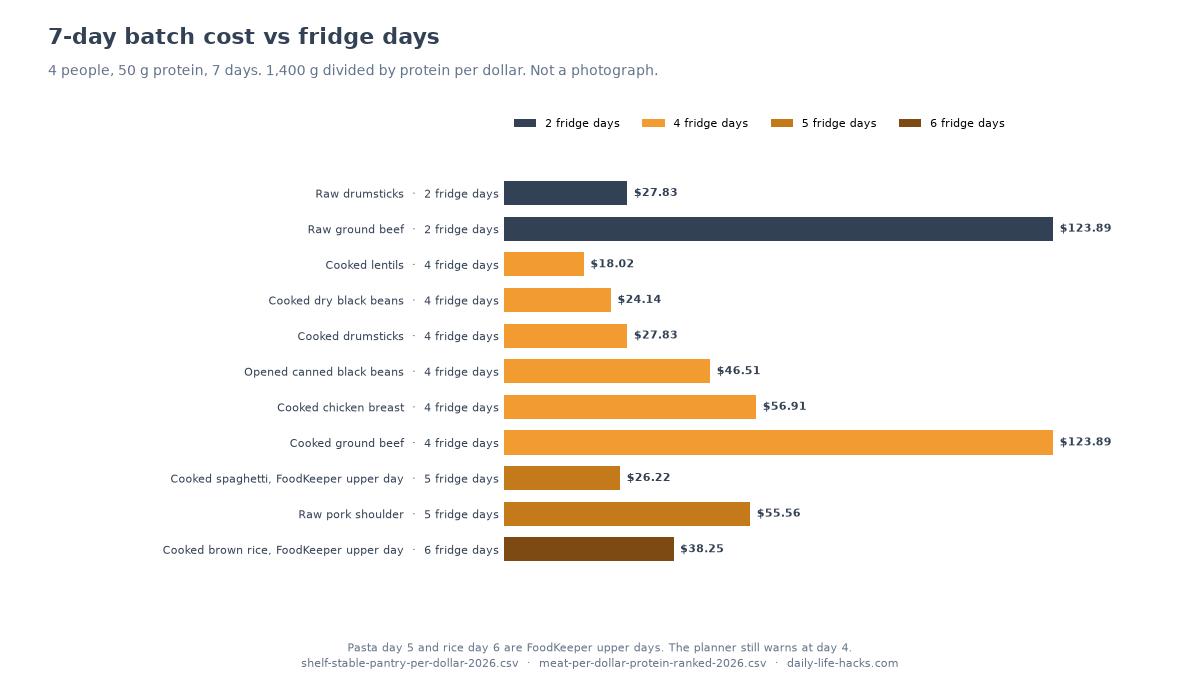 7-day batch cost vs fridge days
4 people, 50 g protein, 7 days. 1,400 g divided by protein per dollar. Not a photograph.
2 fridge days 4 fridge days 5 fridge days 6 fridge days
Raw drumsticks · 2 fridge days $27.83
Raw ground beef · 2 fridge days $123.89
Cooked lentils · 4 fridge days $18.02
Cooked dry black beans · 4 fridge days $24.14
Cooked drumsticks · 4 fridge days $27.83
Opened canned black beans · 4 fridge days $46.51
Cooked chicken breast · 4 fridge days $56.91
Cooked ground beef · 4 fridge days $123.89
Cooked spaghetti, FoodKeeper upper day · 5 fridge days $26.22
Raw pork shoulder · 5 fridge days $55.56
Cooked brown rice, FoodKeeper upper day · 6 fridge days $38.25
Pasta day 5 and rice day 6 are FoodKeeper upper days. The planner still warns at day 4.
shelf-stable-pantry-per-dollar-2026.csv · meat-per-dollar-protein-ranked-2026.csv · daily-life-hacks.com